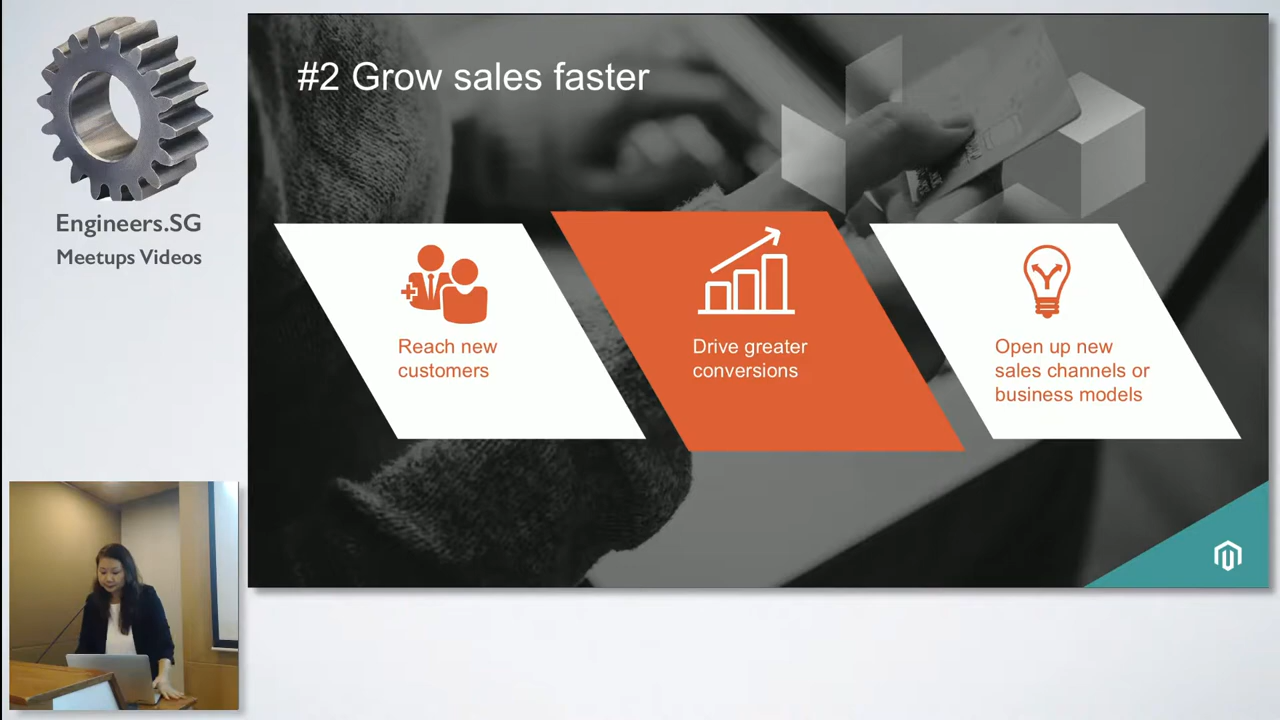 #2 Grow sales faster
Engineers.SG
Meetups Videos
Reach new
customers
Drive greater
conversions
Open up new
sales channels or
business models